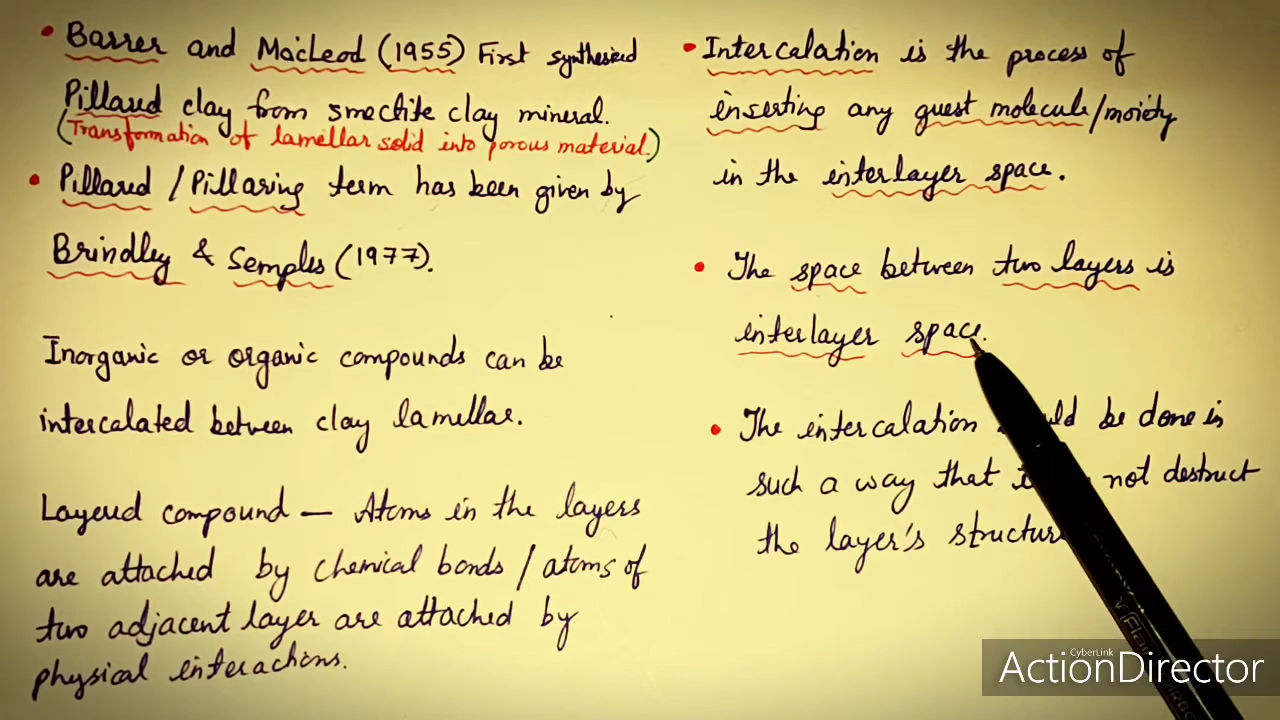 • Barrer and MacLeod (1955) First synthesized
Pillared clay from smectite clay mineral.
(Transformation of lamellar solid into porous material.)
• Pillared / Pillaring term has been given by
Brindley & Semples (1977).
Inorganic or organic compounds can be
intercalated between clay lamellar.
Layered compound — Atoms in the layers
are attached by chemical bonds / atoms of
two adjacent layer are attached by
physical interactions.
• Intercalation is the process of
inserting any guest molecule/moiety
in the interlayer space.
• The space between two layers is
interlayer space.
• The intercalation be done in
such a way that not destruct
the layer's structure
CyberLink
ActionDirector